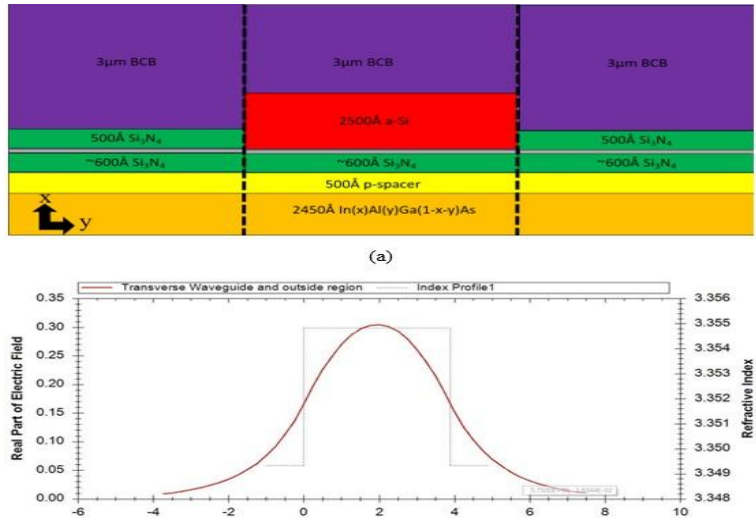 3μm BCB 3μm BCB 3μm BCB
2500Å a-Si
500Å Si₃N₄ 500Å Si₃N₄
~600Å Si₃N₄ ~600Å Si₃N₄ ~600Å Si₃N₄
500Å p-spacer
2450Å In(x)Al(y)Ga(1-x-y)As
x
y
(a)
Transverse Waveguide and outside region Index Profile1
Real Part of Electric Field
0.35
0.30
0.25
0.20
0.15
0.10
0.05
0.00
3.356
3.355
3.354
3.352
3.351
3.350
3.349
3.348
Refractive Index
-6 -4 -2 0 2 4 6 8 10